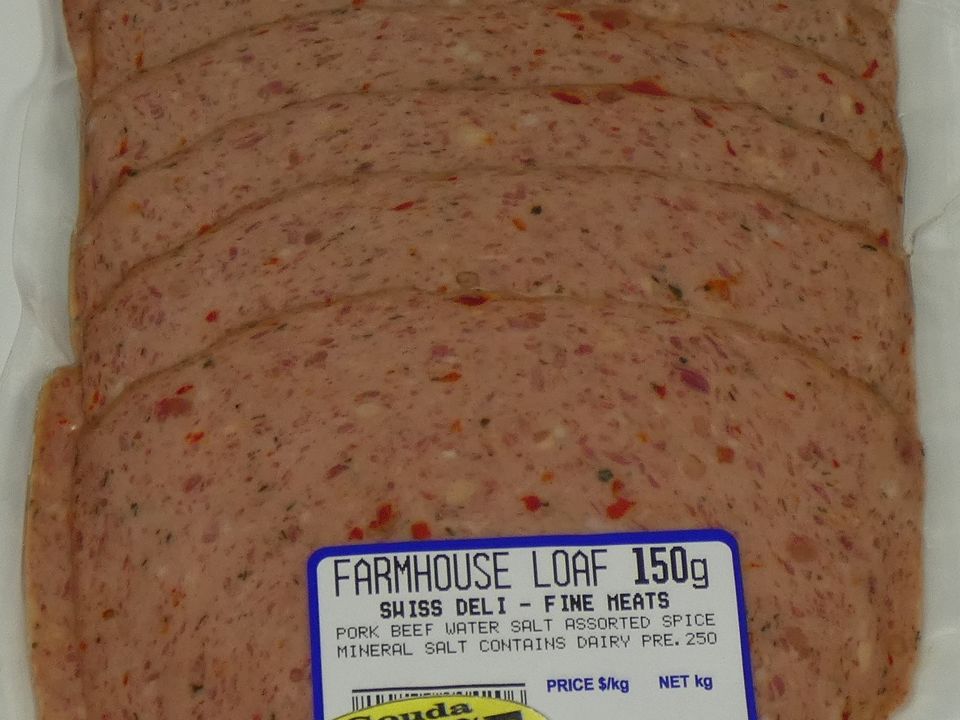 FARMHOUSE LOAF 150g
SWISS DELI - FINE MEATS
PORK BEEF WATER SALT ASSORTED SPICE
MINERAL SALT CONTAINS DAIRY PRE.250
PRICE $/kg NET kg
Gouda